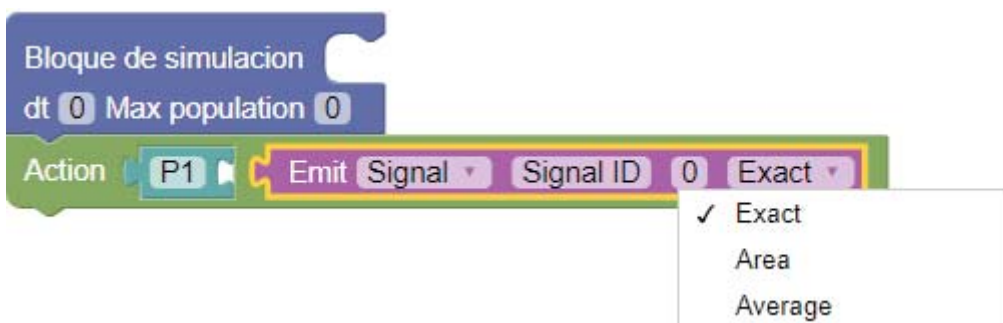 Bloque de simulacion
dt 0 Max population 0
Action P1 Emit Signal Signal ID 0 Exact
✓ Exact
Area
Average